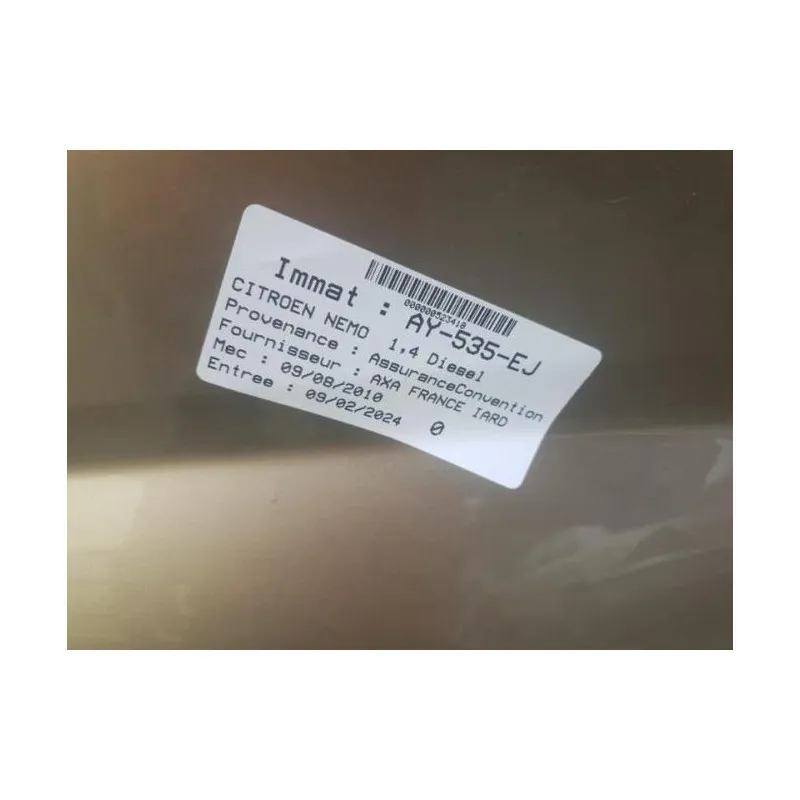 000000523410
Immat : AY-535-EJ
CITROEN NEMO 1,4 Diesel
Provenance : AssuranceConvention
Fournisseur : AXA FRANCE IARD
Mec : 09/08/2010
Entree : 09/02/2024 0